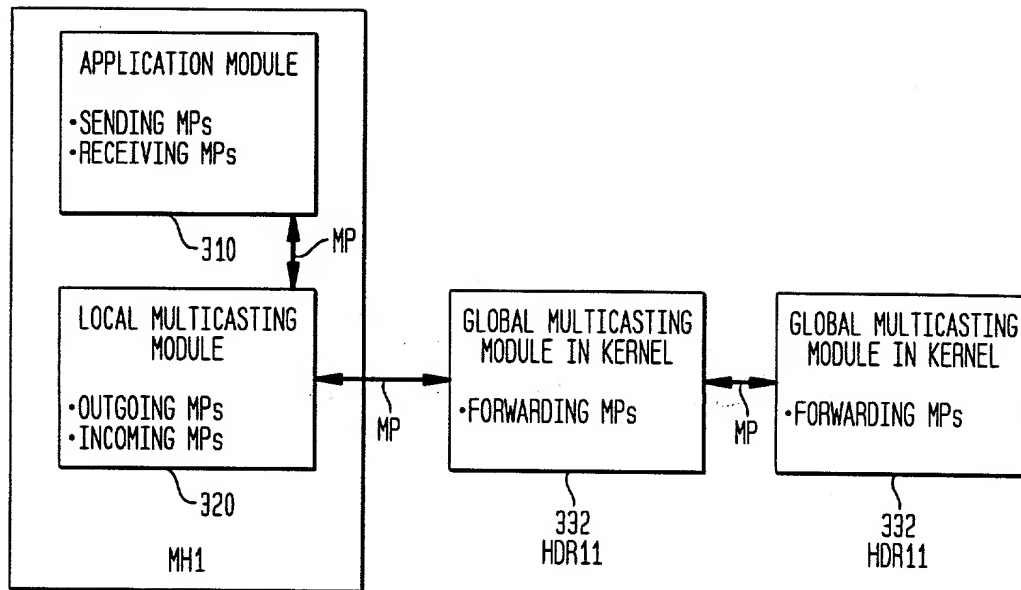 APPLICATION MODULE
•SENDING MPs
•RECEIVING MPs
310
MP
LOCAL MULTICASTING
MODULE
•OUTGOING MPs
•INCOMING MPs
320
MH1
MP
GLOBAL MULTICASTING
MODULE IN KERNEL
•FORWARDING MPs
332
HDR11
MP
GLOBAL MULTICASTING
MODULE IN KERNEL
•FORWARDING MPs
332
HDR11